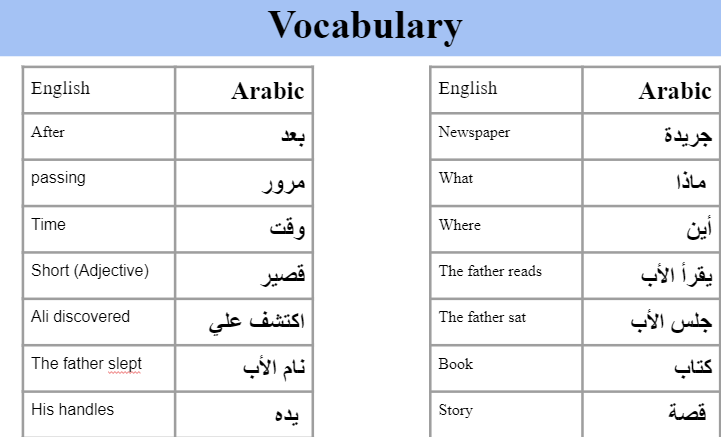 Vocabulary
English Arabic
After بعد
passing مرور
Time وقت
Short (Adjective) قصير
Ali discovered اكتشف علي
The father slept نام الأب
His handles يده
English Arabic
Newspaper جريدة
What ماذا
Where أين
The father reads يقرأ الأب
The father sat جلس الأب
Book كتاب
Story قصة